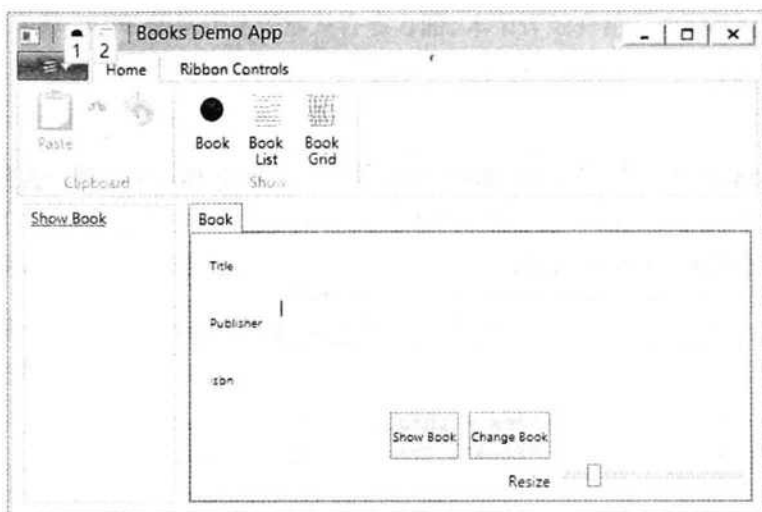 Books Demo App
1 2
Home Ribbon Controls
Paste
Book Book List Book Grid
Clipboard Show
Show Book
Book
Title
Publisher
Isbn
Show Book Change Book
Resize